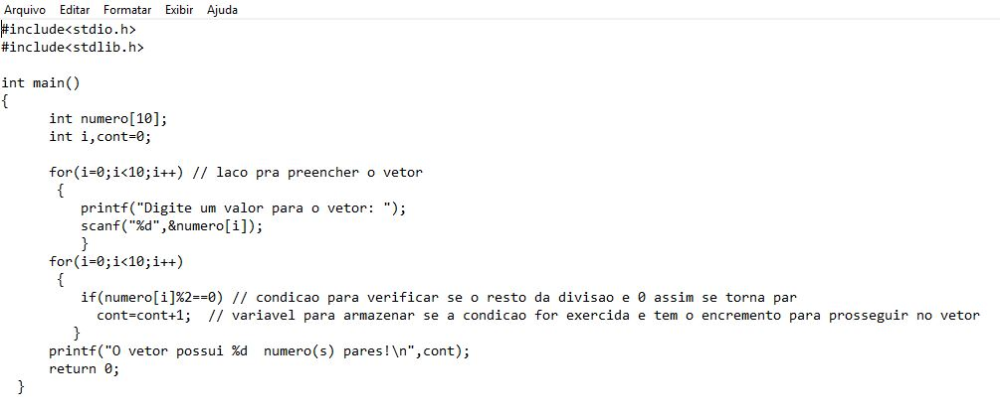 Arquivo Editar Formatar Exibir Ajuda
#include<stdio.h>
#include<stdlib.h>
int main()
{
int numero[10];
int i,cont=0;
for(i=0;i<10;i++) // laco pra preencher o vetor
{
printf("Digite um valor para o vetor: ");
scanf("%d",&numero[i]);
}
for(i=0;i<10;i++)
{
if(numero[i]%2==0) // condicao para verificar se o resto da divisao e 0 assim se torna par
cont=cont+1; // variavel para armazenar se a condicao for exercida e tem o encremento para prosseguir no vetor
}
printf("O vetor possui %d  numero(s) pares!\n",cont);
return 0;
}